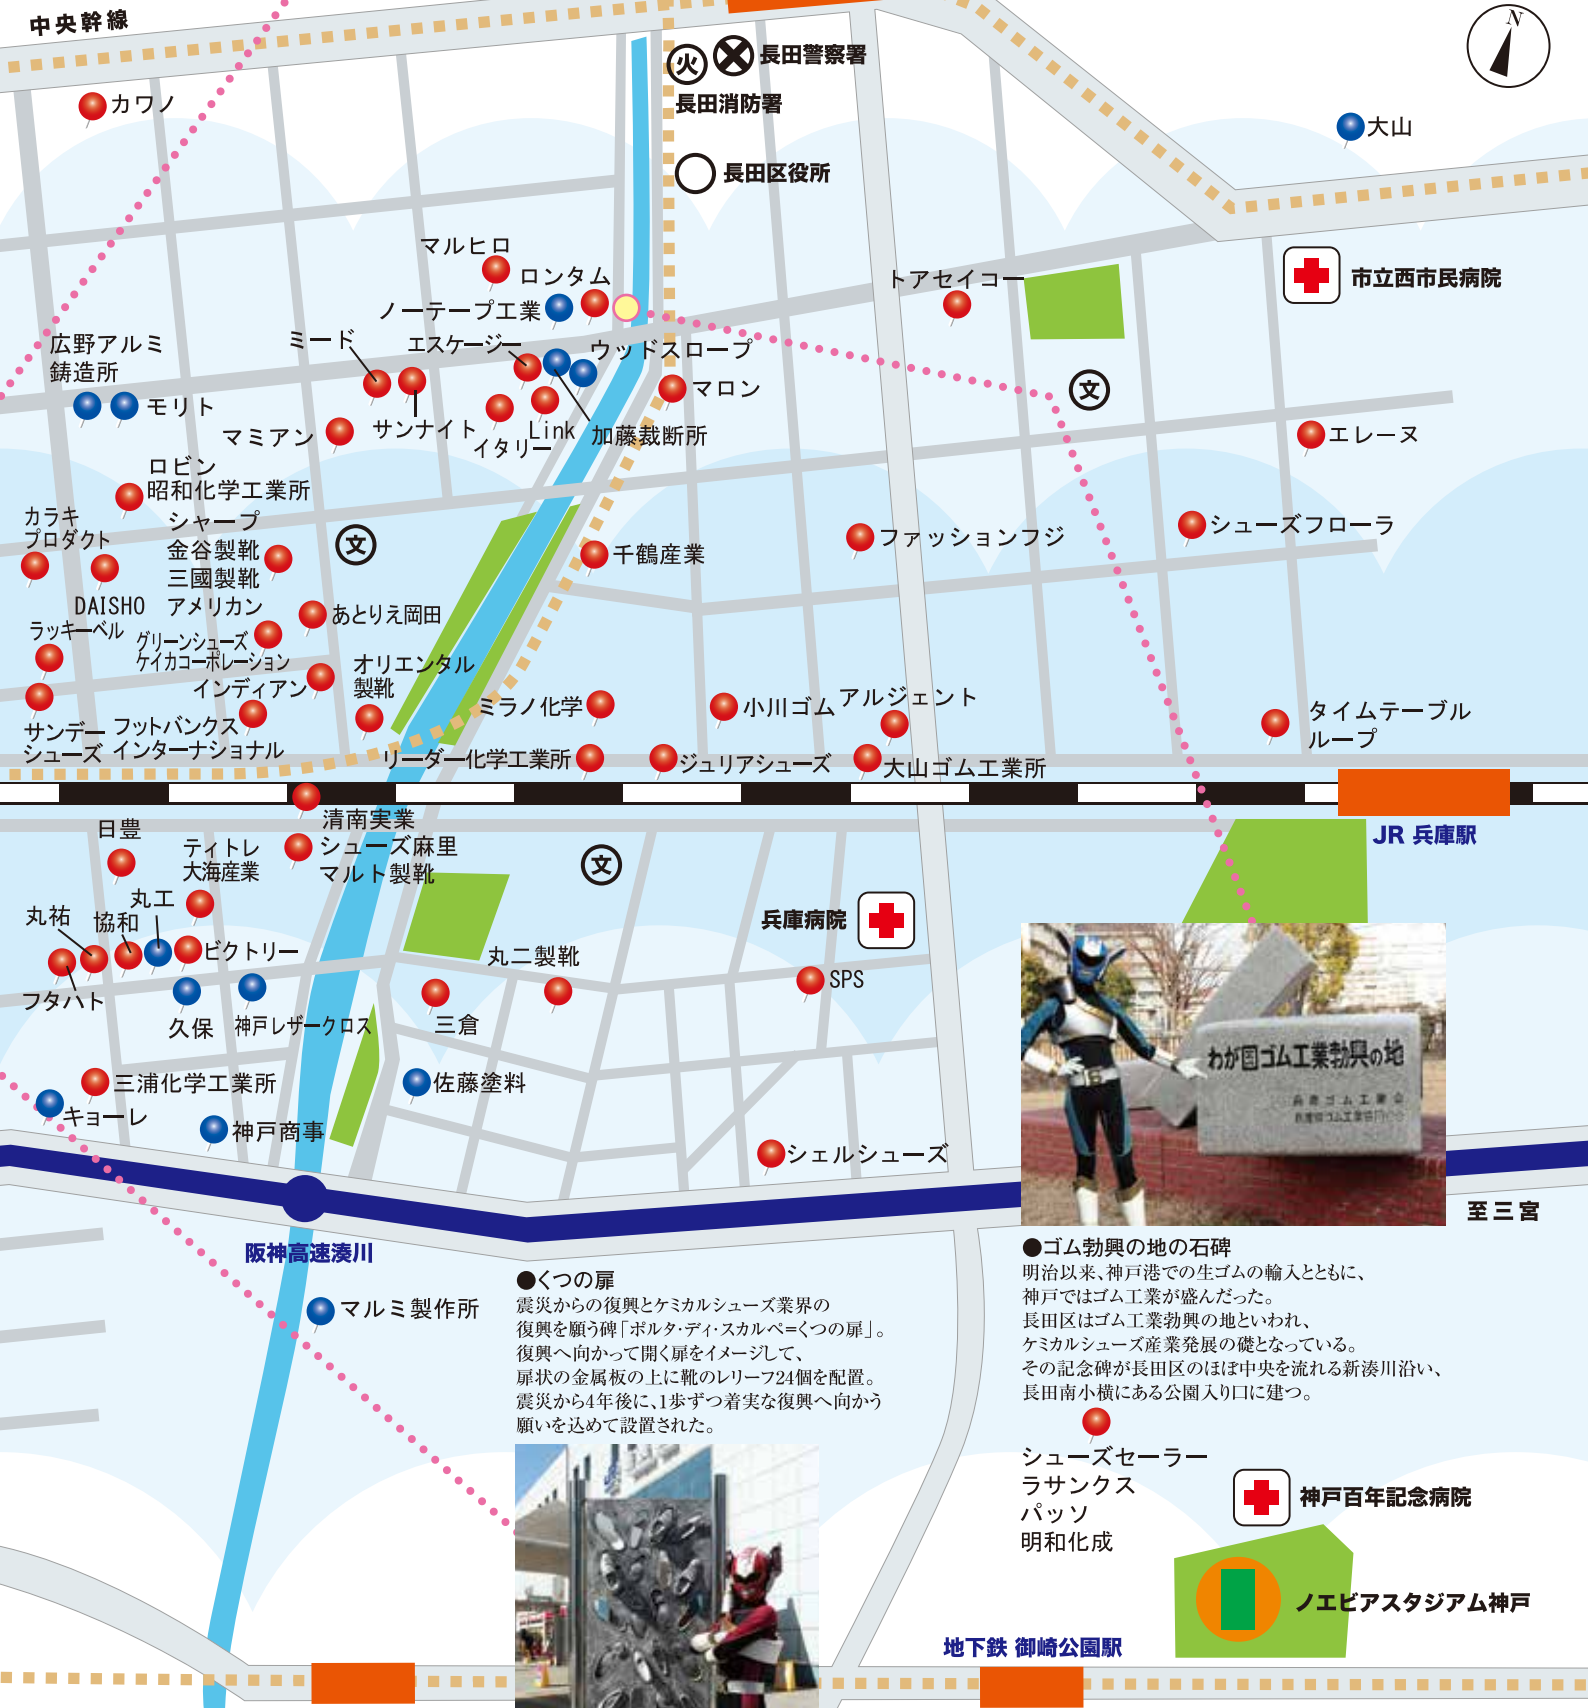 中央幹線
N
火
長田警察署
長田消防署
カワノ
大山
長田区役所
マルヒロ
ロンタム
ノーテープ工業
トアセイコー
市立西市民病院
広野アルミ
鋳造所
ミード
エスケージー
ウッドスロープ
モリト
マロン
文
マミアン
サンナイト
イタリー
Link
加藤裁断所
エレーヌ
ロビン
昭和化学工業所
カラキ
プロダクト
シャープ
金谷製靴
三國製靴
文
千鶴産業
ファッションフジ
シューズフローラ
DAISHO
アメリカン
あとりえ岡田
ラッキーベル
グリーンシューズ
ケイカコーポレーション
インディアン
オリエンタル
製靴
ミラノ化学
小川ゴム
アルジェント
タイムテーブル
ループ
サンデー
シューズ
フットバンクス
インターナショナル
リーダー化学工業所
ジュリアシューズ
大山ゴム工業所
JR 兵庫駅
日豊
清南実業
シューズ麻里
マルト製靴
ティトレ
大海産業
文
丸祐
協和
丸工
ビクトリー
兵庫病院
丸二製靴
SPS
フタハト
久保
神戸レザークロス
三倉
わが国ゴム工業勃興の地
三浦化学工業所
キョーレ
神戸商事
佐藤塗料
シェルシューズ
至三宮
阪神高速湊川
マルミ製作所
●くつの扉
震災からの復興とケミカルシューズ業界の
復興を願う碑「ポルタ・ディ・スカルペ=くつの扉」。
復興へ向かって開く扉をイメージして、
扉状の金属板の上に靴のレリーフ24個を配置。
震災から4年後に、1歩ずつ着実な復興へ向かう
願いを込めて設置された。
●ゴム勃興の地の石碑
明治以来、神戸港での生ゴムの輸入とともに、
神戸ではゴム工業が盛んだった。
長田区はゴム工業勃興の地といわれ、
ケミカルシューズ産業発展の礎となっている。
その記念碑が長田区のほぼ中央を流れる新湊川沿い、
長田南小横にある公園入り口に建つ。
シューズセーラー
ラサンクス
パッソ
明和化成
神戸百年記念病院
ノエビアスタジアム神戸
地下鉄 御崎公園駅